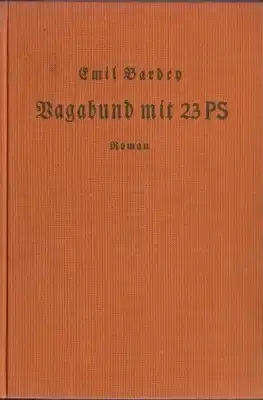 Emil Bardey
Vagabund mit 23 PS
Roman